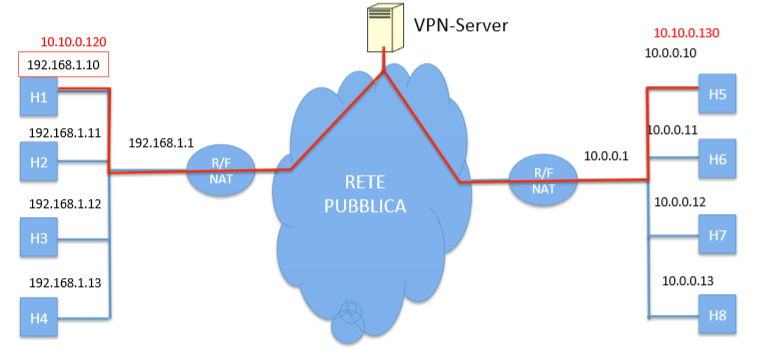 VPN-Server
10.10.0.120
192.168.1.10
H1
192.168.1.11
H2
192.168.1.12
H3
192.168.1.13
H4
192.168.1.1
R/F
NAT
RETE
PUBBLICA
R/F
NAT
10.0.0.1
10.10.0.130
10.0.0.10
H5
10.0.0.11
H6
10.0.0.12
H7
10.0.0.13
H8